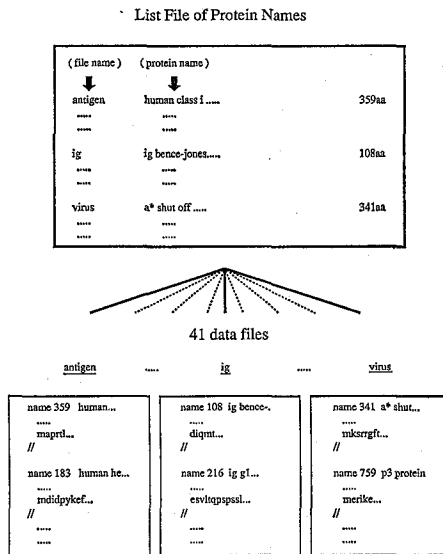 List File of Protein Names
( file name ) ( protein name )
antigen human class i ..... 359aa
..... .....
..... .....
ig ig bence-jones..... 108aa
..... .....
..... .....
virus a* shut off ..... 341aa
..... .....
..... .....
41 data files
antigen ..... ig ..... virus
name 359 human...
.....
maprtl...
//
name 183 human he...
.....
mdidpykef...
//
.....
.....
name 108 ig bence-.
.....
diqmt...
//
name 216 ig gl...
.....
esvltqpspssl...
//
.....
.....
name 341 a* shut...
.....
mksrrgft...
//
name 759 p3 protein
.....
merike...
//
.....
.....